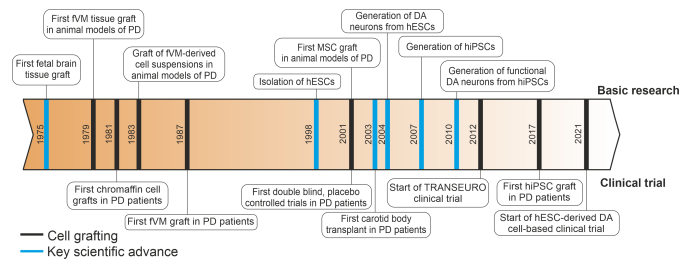 First fVM tissue graft
in animal models of PD
First fetal brain
tissue graft
Graft of fVM-derived
cell suspensions in
animal models of PD
Isolation of hESCs
First MSC graft
in animal models of PD
Generation of DA
neurons from hESCs
Generation of hiPSCs
Generation of functional
DA neurons from hiPSCs
Basic research
1975
1979
1981
1983
1987
1998
2001
2003
2004
2007
2010
2012
2017
2021
Clinical trial
First chromaffin cell
grafts in PD patients
First fVM graft in PD patients
First double blind, placebo
controlled trials in PD patients
First carotid body
transplant in PD patients
Start of TRANSEURO
clinical trial
First hiPSC graft
in PD patients
Start of hESC-derived DA
cell-based clinical trial
Cell grafting
Key scientific advance